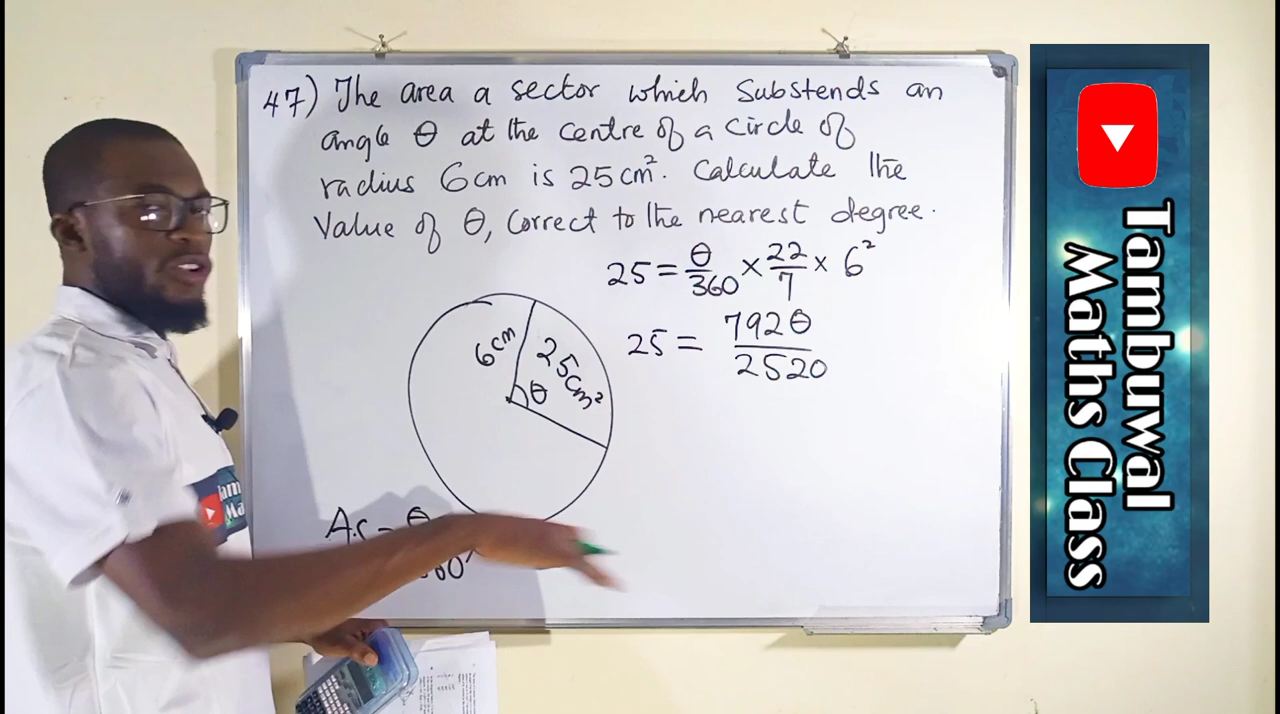 47) The area a sector which Substends an
angle θ at the centre of a circle of
radius 6cm is 25cm². Calculate the
Value of θ, Correct to the nearest degree.
25 = θ/360 × 22/7 × 6²
25 = 792θ/2520
6cm
25cm²
θ
Tambuwal
Maths Class